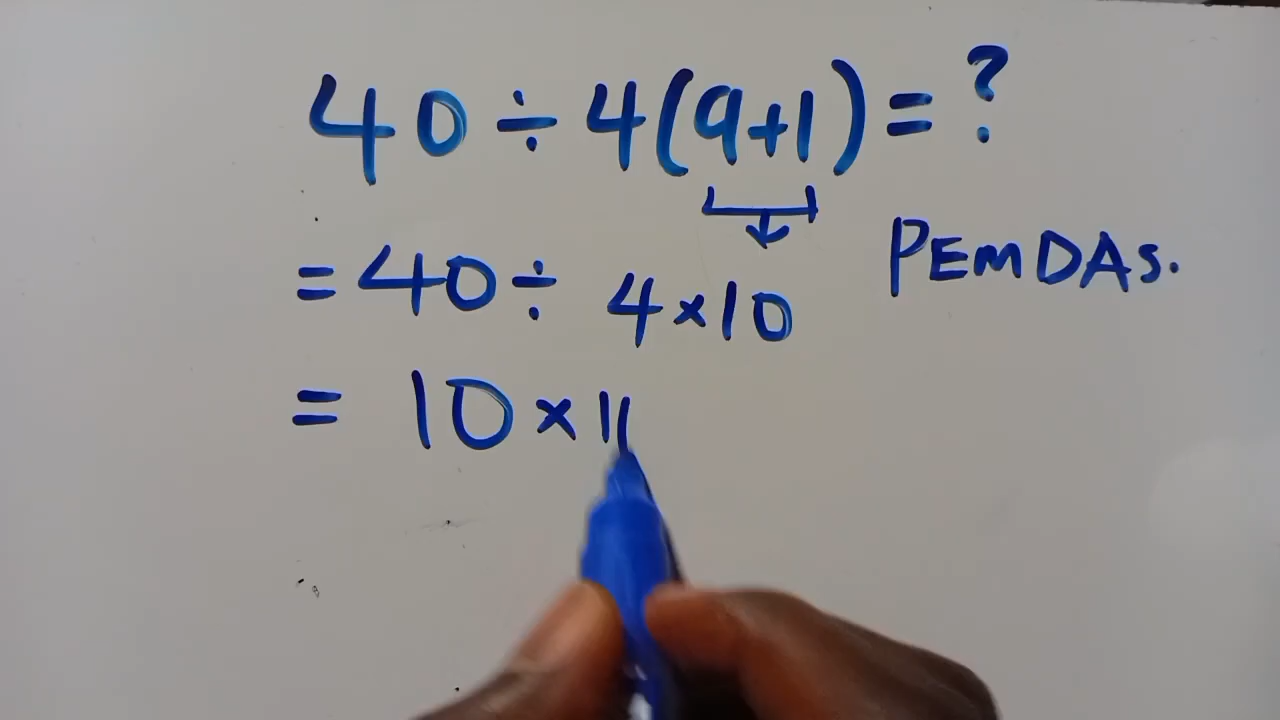 40 ÷ 4(9+1) = ?
= 40 ÷ 4 × 10
PEMDAS.
= 10 × 1